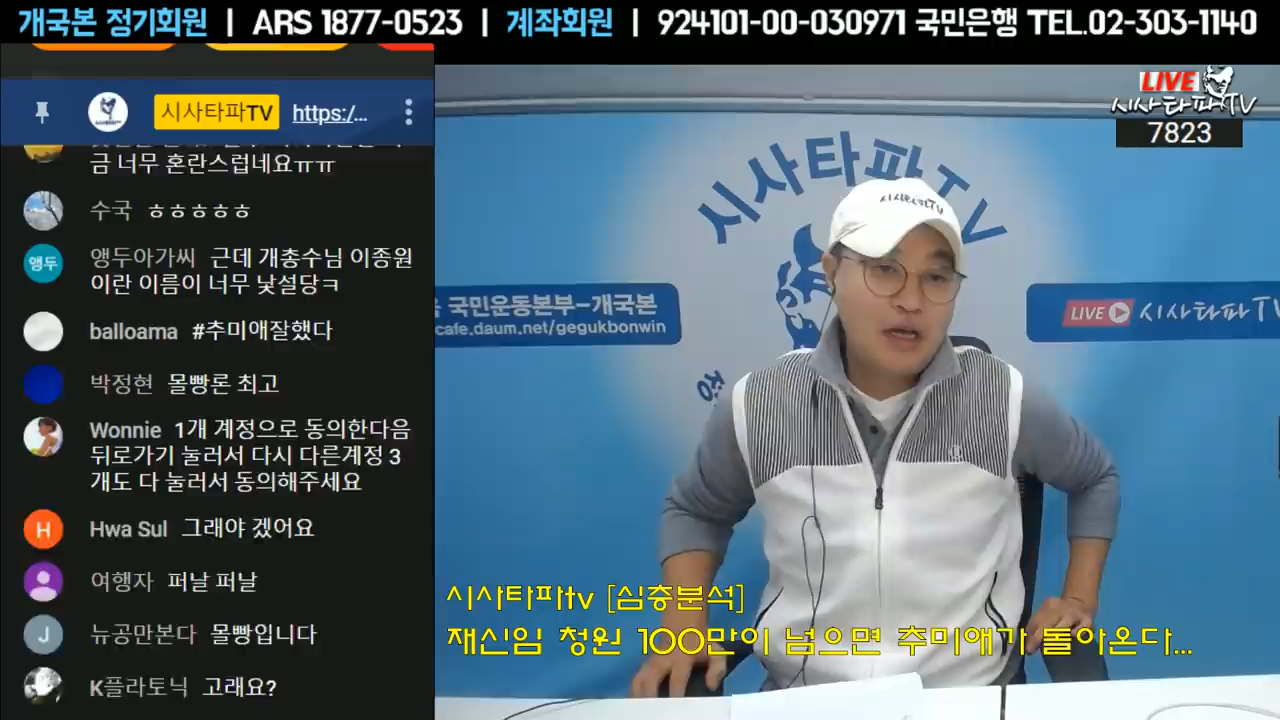 개국본 정기회원 | ARS 1877-0523 | 계좌회원 | 924101-00-030971 국민은행 TEL.02-303-1140
시사타파TV https:/...
금 너무 혼란스럽네요ㅠㅠ
수국 ㅎㅎㅎㅎㅎ
앵두
앵두아가씨 근데 개총수님 이종원
이란 이름이 너무 낯설당ㅋ
balloama #추미애잘했다
박정현 몰빵론 최고
Wonnie 1개 계정으로 동의한다음
뒤로가기 눌러서 다시 다른계정 3
개도 다 눌러서 동의해주세요
H
Hwa Sul 그래야 겠어요
여행자 퍼날 퍼날
J
뉴공만본다 몰빵입니다
K플라토닉 고래요?
LIVE
시사타파TV
7823
시사타파TV
시사타파TV
국민운동본부-개국본
cafe.daum.net/gegukbonwin
LIVE 시사타파TV
시사타파tv [심층분석]
재신임 청원 100만이 넘으면 추미애가 돌아온다...